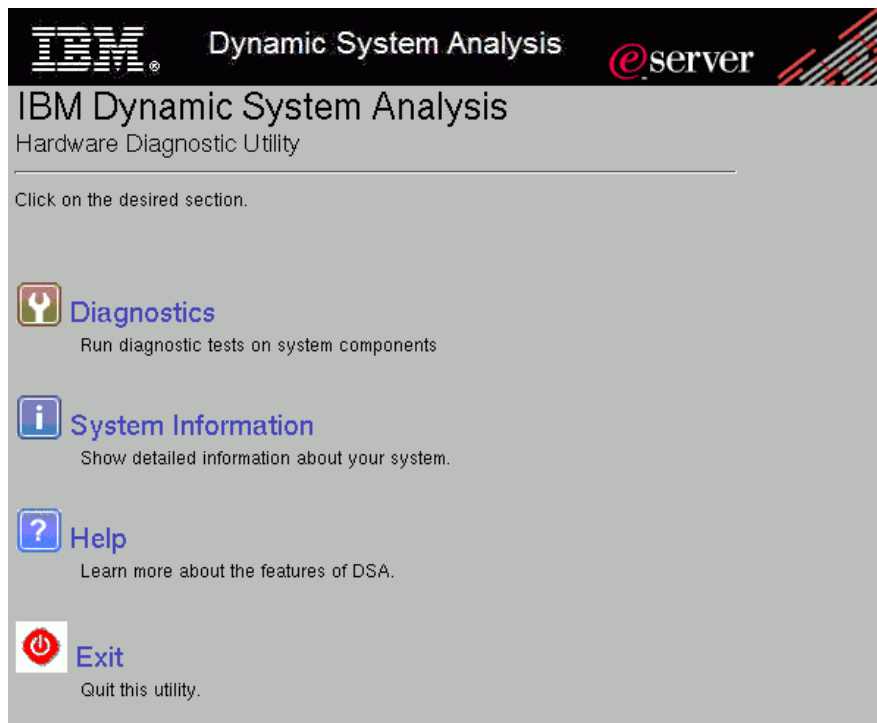 IBM®
Dynamic System Analysis
e server
IBM Dynamic System Analysis
Hardware Diagnostic Utility
Click on the desired section.
Diagnostics
Run diagnostic tests on system components
i
System Information
Show detailed information about your system.
?
Help
Learn more about the features of DSA.
Exit
Quit this utility.